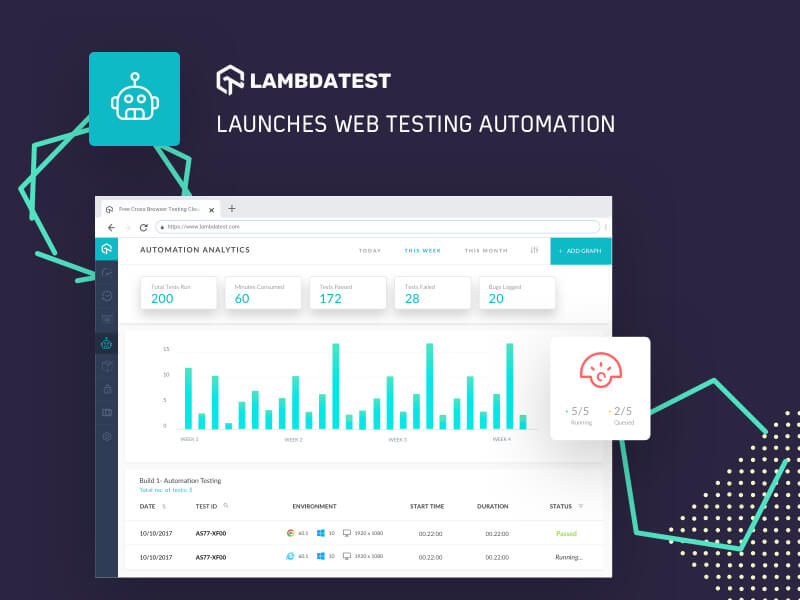 LAMBDATEST
LAUNCHES WEB TESTING AUTOMATION
Free Cross Browser Testing Clou
https://www.lambdatest.com
AUTOMATION ANALYTICS
TODAY
THIS WEEK
THIS MONTH
+ ADD GRAPH
Total Tests Run
200
Minutes Consumed
60
Tests Passed
172
Tests Failed
28
Bugs Logged
20
15
10
5
0
WEEK 1
WEEK 2
WEEK 3
WEEK 4
5/5
Running
2/5
Queued
Build 1- Automation Testing
Total no. of tests: 5
DATE TEST ID ENVIRONMENT START TIME DURATION STATUS
10/10/2017 AS77-XF00 60.1 10 1920 x 1080 00.22:00 00.22:00 Passed
10/10/2017 AS77-XF00 60.1 10 1920 x 1080 00.22:00 00.22:00 Running...